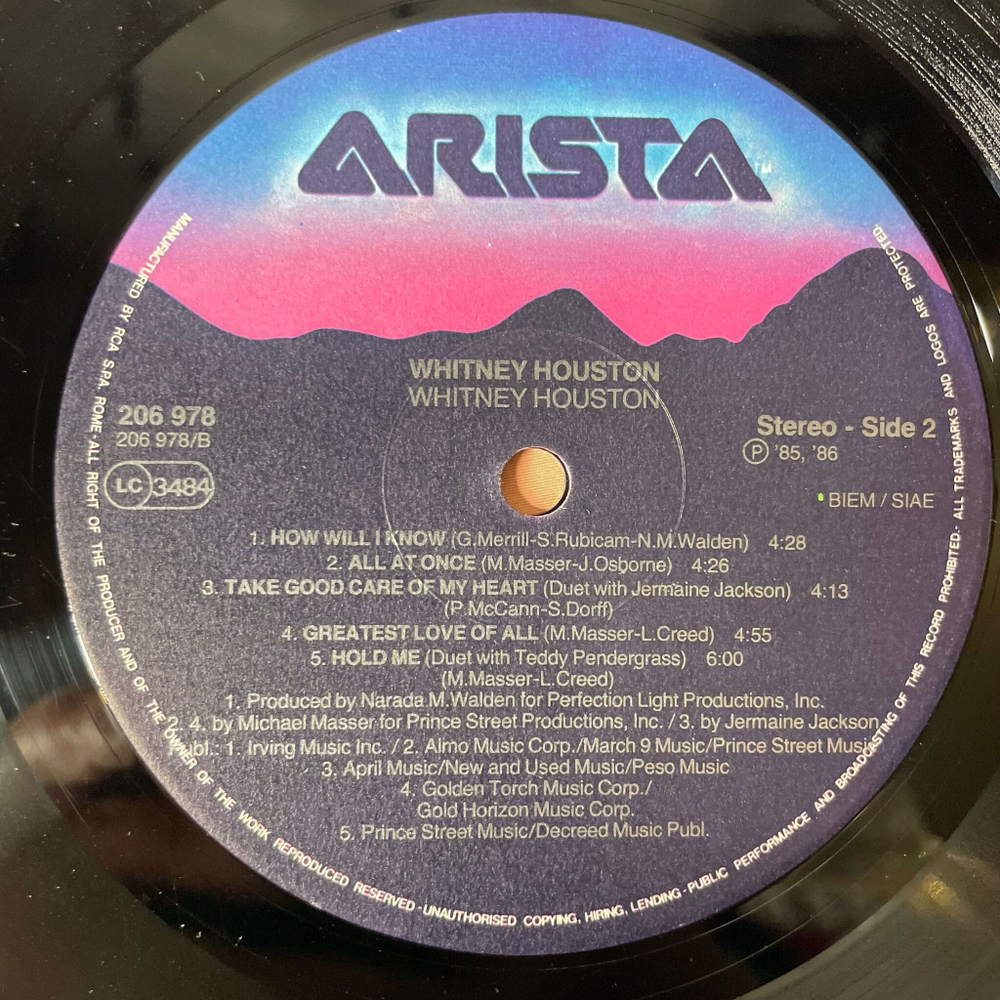 ARISTA
TM
WHITNEY HOUSTON
WHITNEY HOUSTON
206 978
206 978/B
LC 3484
Stereo - Side 2
Ⓟ '85, '86
BIEM / SIAE
1. HOW WILL I KNOW (G.Merrill-S.Rubicam-N.M.Walden) 4:28
2. ALL AT ONCE (M.Masser-J.Osborne) 4:26
3. TAKE GOOD CARE OF MY HEART (Duet with Jermaine Jackson) 4:13
(P.McCann-S.Dorff)
4. GREATEST LOVE OF ALL (M.Masser-L.Creed) 4:55
5. HOLD ME (Duet with Teddy Pendergrass) 6:00
(M.Masser-L.Creed)
1. Produced by Narada M.Walden for Perfection Light Productions, Inc.
2. 4. by Michael Masser for Prince Street Productions, Inc. / 3. by Jermaine Jackson
Publ.: 1. Irving Music Inc. / 2. Almo Music Corp./March 9 Music/Prince Street Music
3. April Music/New and Used Music/Peso Music
4. Golden Torch Music Corp./
Gold Horizon Music Corp.
5. Prince Street Music/Decreed Music Publ.
MANUFACTURED BY RCA S.P.A. ROME - ALL RIGHT OF THE PRODUCER AND OF THE OWNER OF THE WORK REPRODUCED RESERVED - UNAUTHORISED COPYING, HIRING, LENDING - PUBLIC PERFORMANCE AND BROADCASTING OF THIS RECORD PROHIBITED - ALL TRADEMARKS AND LOGOS ARE PROTECTED.